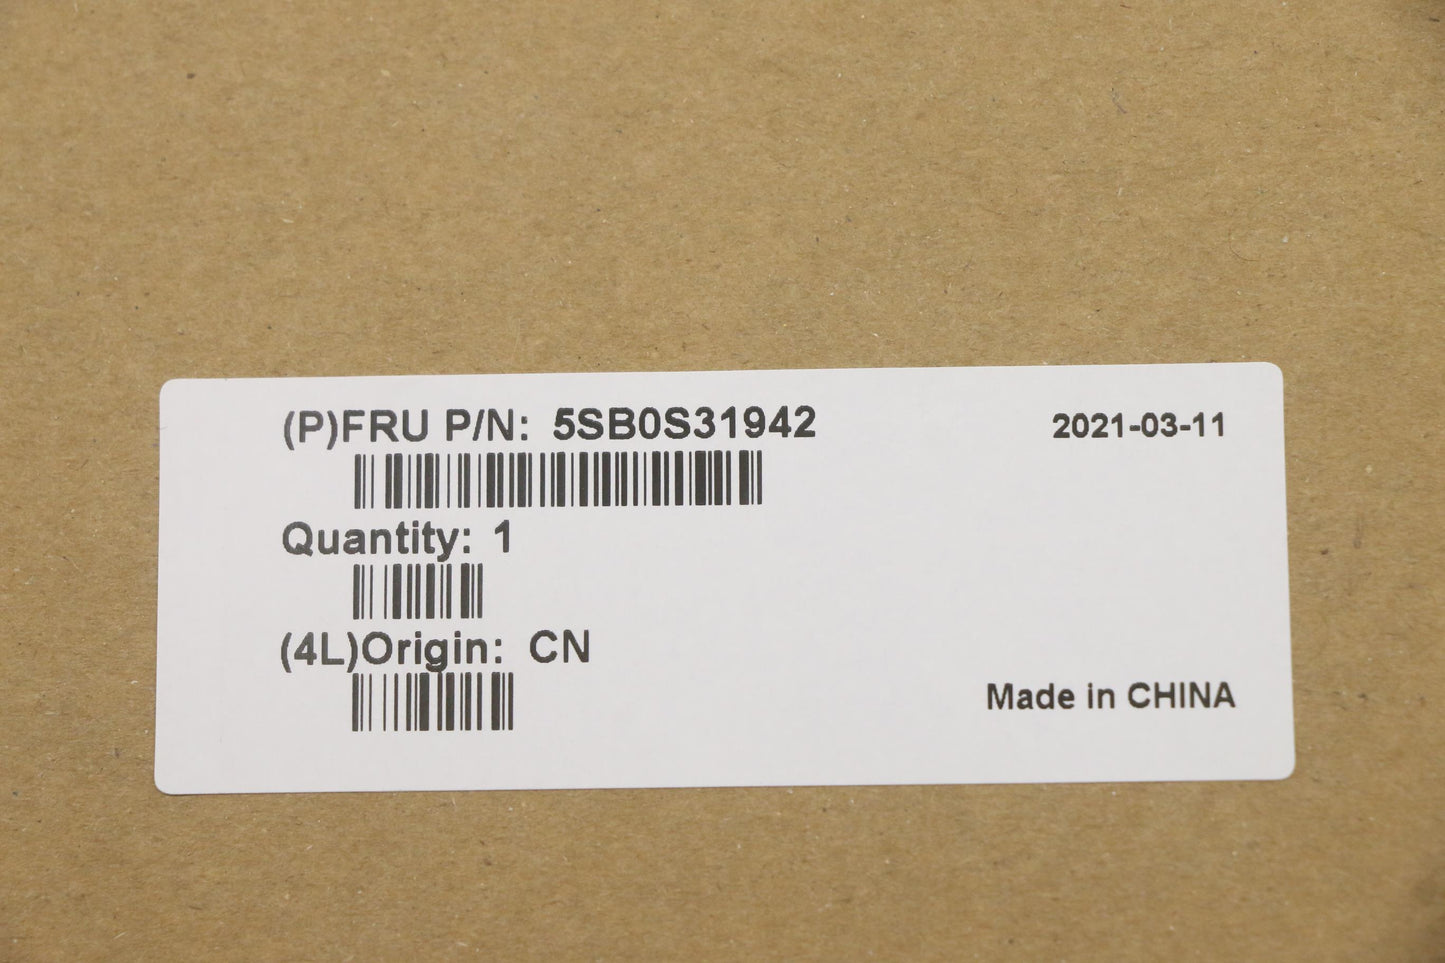 (P)FRU P/N: 5SB0S31942
2021-03-11
Quantity: 1
(4L)Origin: CN
Made in CHINA